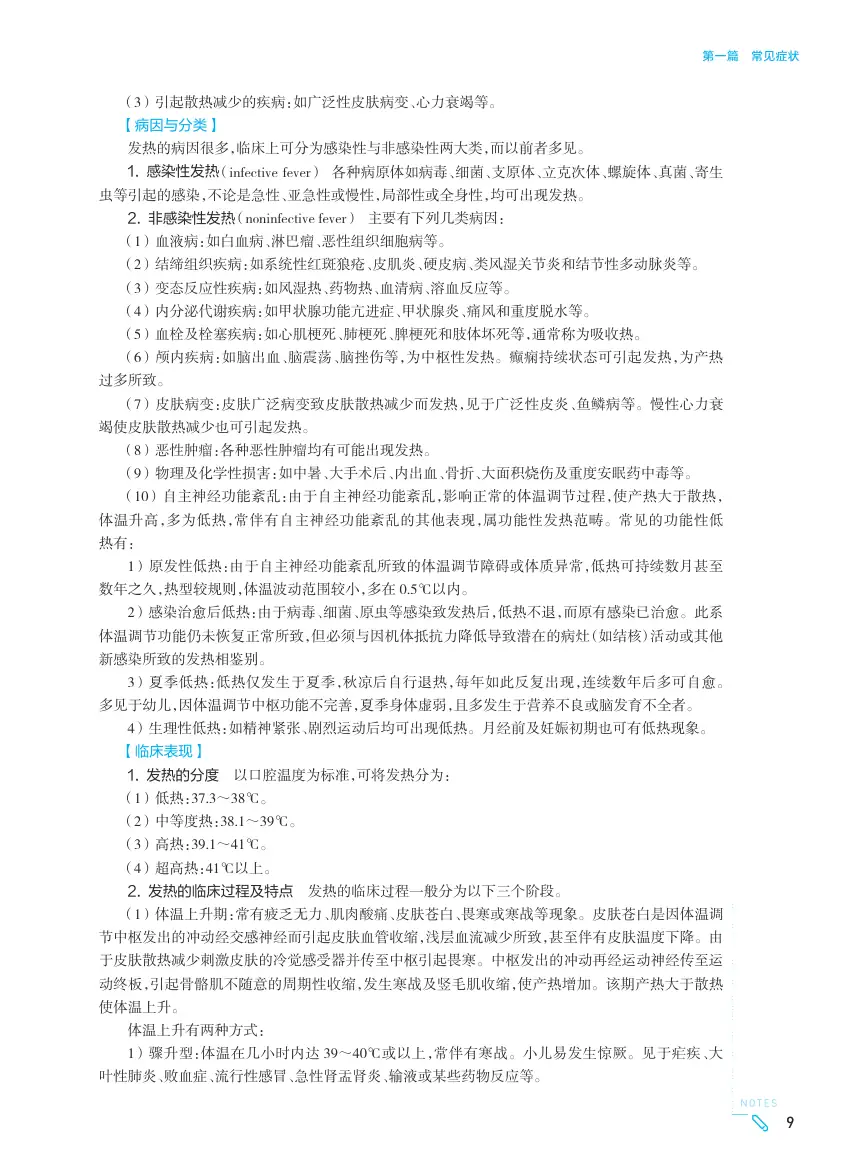 第一篇 常见症状
（3）引起散热减少的疾病：如广泛性皮肤病变、心力衰竭等。
【病因与分类】
发热的病因很多，临床上可分为感染性与非感染性两大类，而以前者多见。
1. 感染性发热（infective fever） 各种病原体如病毒、细菌、支原体、立克次体、螺旋体、真菌、寄生
虫等引起的感染，不论是急性、亚急性或慢性，局部性或全身性，均可出现发热。
2. 非感染性发热（noninfective fever） 主要有下列几类病因：
（1）血液病：如白血病、淋巴瘤、恶性组织细胞病等。
（2）结缔组织疾病：如系统性红斑狼疮、皮肌炎、硬皮病、类风湿关节炎和结节性多动脉炎等。
（3）变态反应性疾病：如风湿热、药物热、血清病、溶血反应等。
（4）内分泌代谢疾病：如甲状腺功能亢进症、甲状腺炎、痛风和重度脱水等。
（5）血栓及栓塞疾病：如心肌梗死、肺梗死、脾梗死和肢体坏死等，通常称为吸收热。
（6）颅内疾病：如脑出血、脑震荡、脑挫伤等，为中枢性发热。癫痫持续状态可引起发热，为产热
过多所致。
（7）皮肤病变：皮肤广泛病变致皮肤散热减少而发热，见于广泛性皮炎、鱼鳞病等。慢性心力衰
竭使皮肤散热减少也可引起发热。
（8）恶性肿瘤：各种恶性肿瘤均有可能出现发热。
（9）物理及化学性损害：如中暑、大手术后、内出血、骨折、大面积烧伤及重度安眠药中毒等。
（10）自主神经功能紊乱：由于自主神经功能紊乱，影响正常的体温调节过程，使产热大于散热，
体温升高，多为低热，常伴有自主神经功能紊乱的其他表现，属功能性发热范畴。常见的功能性低
热有：
1）原发性低热：由于自主神经功能紊乱所致的体温调节障碍或体质异常，低热可持续数月甚至
数年之久，热型较规则，体温波动范围较小，多在 0.5℃以内。
2）感染治愈后低热：由于病毒、细菌、原虫等感染致发热后，低热不退，而原有感染已治愈。此系
体温调节功能仍未恢复正常所致，但必须与因机体抵抗力降低导致潜在的病灶（如结核）活动或其他
新感染所致的发热相鉴别。
3）夏季低热：低热仅发生于夏季，秋凉后自行退热，每年如此反复出现，连续数年后多可自愈。
多见于幼儿，因体温调节中枢功能不完善，夏季身体虚弱，且多发生于营养不良或脑发育不全者。
4）生理性低热：如精神紧张、剧烈运动后均可出现低热。月经前及妊娠初期也可有低热现象。
【临床表现】
1. 发热的分度 以口腔温度为标准，可将发热分为：
（1）低热：37.3～38℃。
（2）中等度热：38.1～39℃。
（3）高热：39.1～41℃。
（4）超高热：41℃以上。
2. 发热的临床过程及特点 发热的临床过程一般分为以下三个阶段。
（1）体温上升期：常有疲乏无力、肌肉酸痛、皮肤苍白、畏寒或寒战等现象。皮肤苍白是因体温调
节中枢发出的冲动经交感神经而引起皮肤血管收缩，浅层血流减少所致，甚至伴有皮肤温度下降。由
于皮肤散热减少刺激皮肤的冷觉感受器并传至中枢引起畏寒。中枢发出的冲动再经运动神经传至运
动终板，引起骨骼肌不随意的周期性收缩，发生寒战及竖毛肌收缩，使产热增加。该期产热大于散热
使体温上升。
体温上升有两种方式：
1）骤升型：体温在几小时内达 39～40℃或以上，常伴有寒战。小儿易发生惊厥。见于疟疾、大
叶性肺炎、败血症、流行性感冒、急性肾盂肾炎、输液或某些药物反应等。
NOTES
9